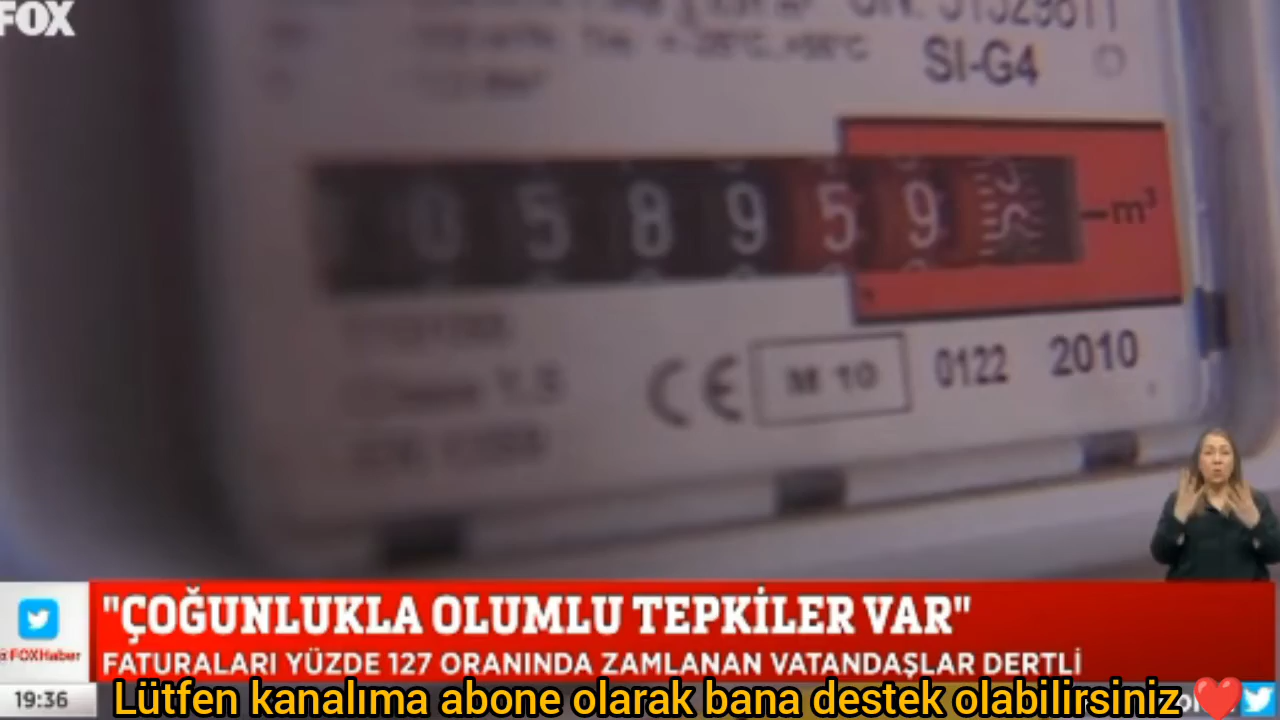 FOX
SI-G4
0 5 8 9 5 9
m³
CE M 10 0122 2010
"ÇOĞUNLUKLA OLUMLU TEPKİLER VAR"
FOXHaber
FATURALARI YÜZDE 127 ORANINDA ZAMLANAN VATANDAŞLAR DERTLİ
19:36
Lütfen kanalıma abone olarak bana destek olabilirsiniz ❤️